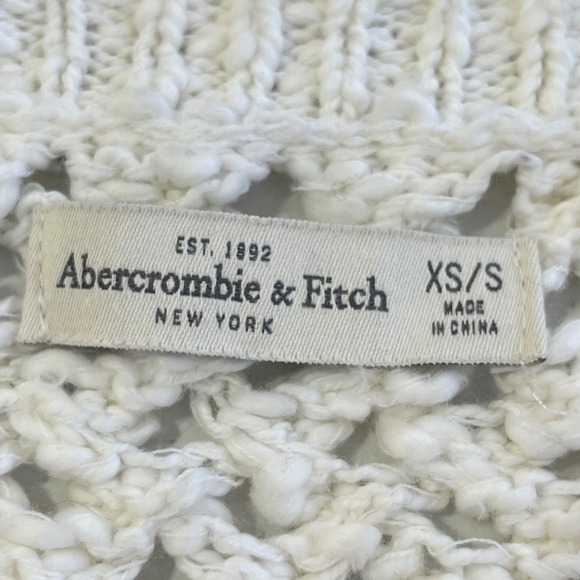 EST. 1892
Abercrombie & Fitch
NEW YORK
XS/S
MADE
IN CHINA